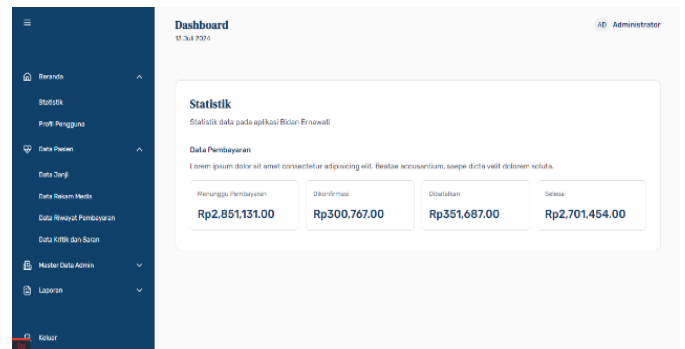 Dashboard
13 Juli 2024
AD Administrator
Beranda
Statistik
Profil Pengguna
Data Pasien
Data Janji
Data Rekam Medis
Data Riwayat Pembayaran
Data Kritik dan Saran
Master Data Admin
Laporan
Keluar
Statistik
Statistik data pada aplikasi Bidan Ernawati
Data Pembayaran
Lorem ipsum dolor sit amet consectetur adipisicing elit. Beatae accusantium, saepe dicta velit dolorem soluta.
Menunggu Pembayaran
Rp2,851,131.00
Dikonfirmasi
Rp300,767.00
Dibatalkan
Rp351,687.00
Selesai
Rp2,701,454.00